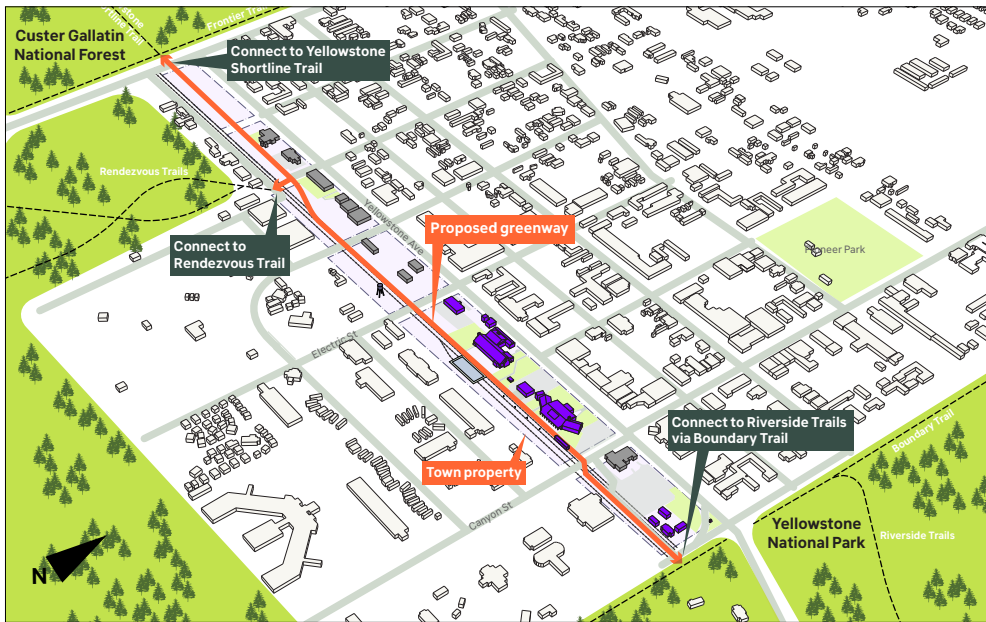 Custer Gallatin
National Forest
Shortline Trail
Frontier Trail
Connect to Yellowstone
Shortline Trail
Rendezvous Trails
Connect to
Rendezvous Trail
Yellowstone Ave
Proposed greenway
Pioneer Park
Electric St
Connect to Riverside Trails
via Boundary Trail
Boundary Trail
Town property
Canyon St
Yellowstone
National Park
Riverside Trails
N